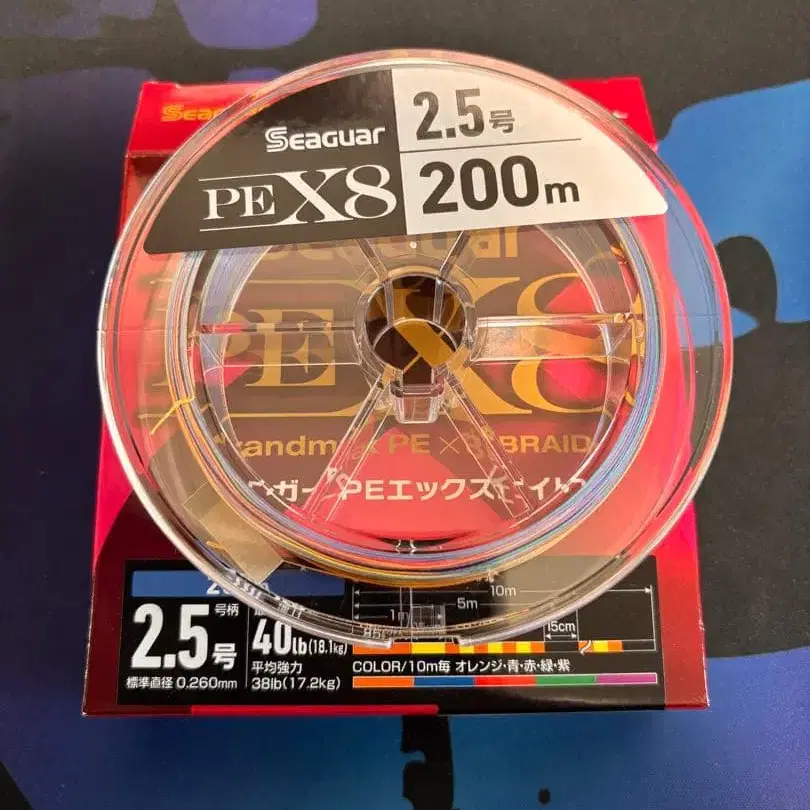 Seaguar
2.5号
PE X8
200m
Seaguar
PE X8
PE X8 BRAID
PEエックスエイト
2.5号
号柄
標準直径 0.260mm
40lb(18.1kg)
平均強力
38lb(17.2kg)
10m
5m
1m
15cm
COLOR/10m毎 オレンジ・青・赤・緑・紫